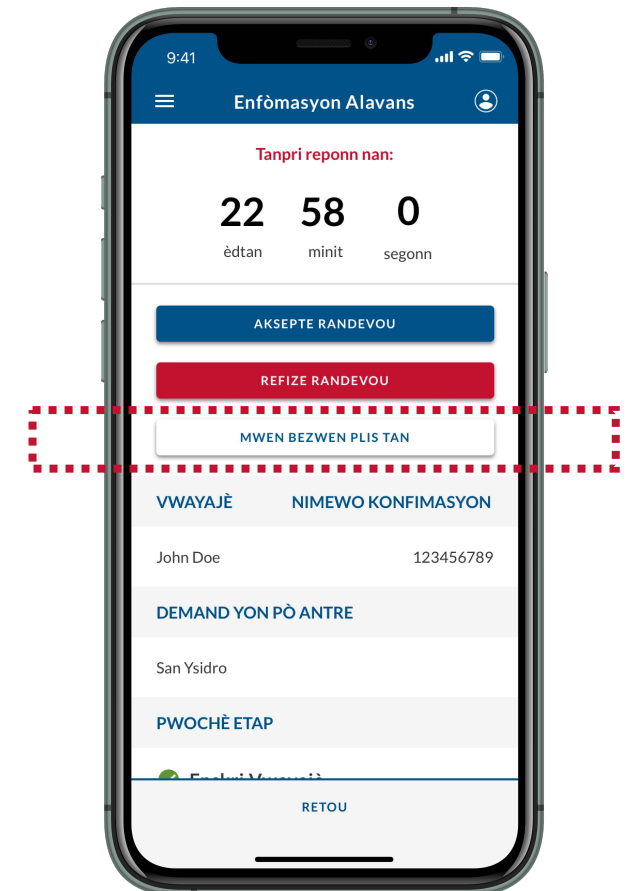 9:41
Enfòmasyon Alavans
Tanpri reponn nan:
22 58 0
èdtan minit segonn
AKSEPTE RANDEVOU
REFIZE RANDEVOU
MWEN BEZWEN PLIS TAN
VWAYAJÈ NIMEWO KONFIMASYON
John Doe 123456789
DEMAND YON PÒ ANTRE
San Ysidro
PWOCHÈ ETAP
RETOU